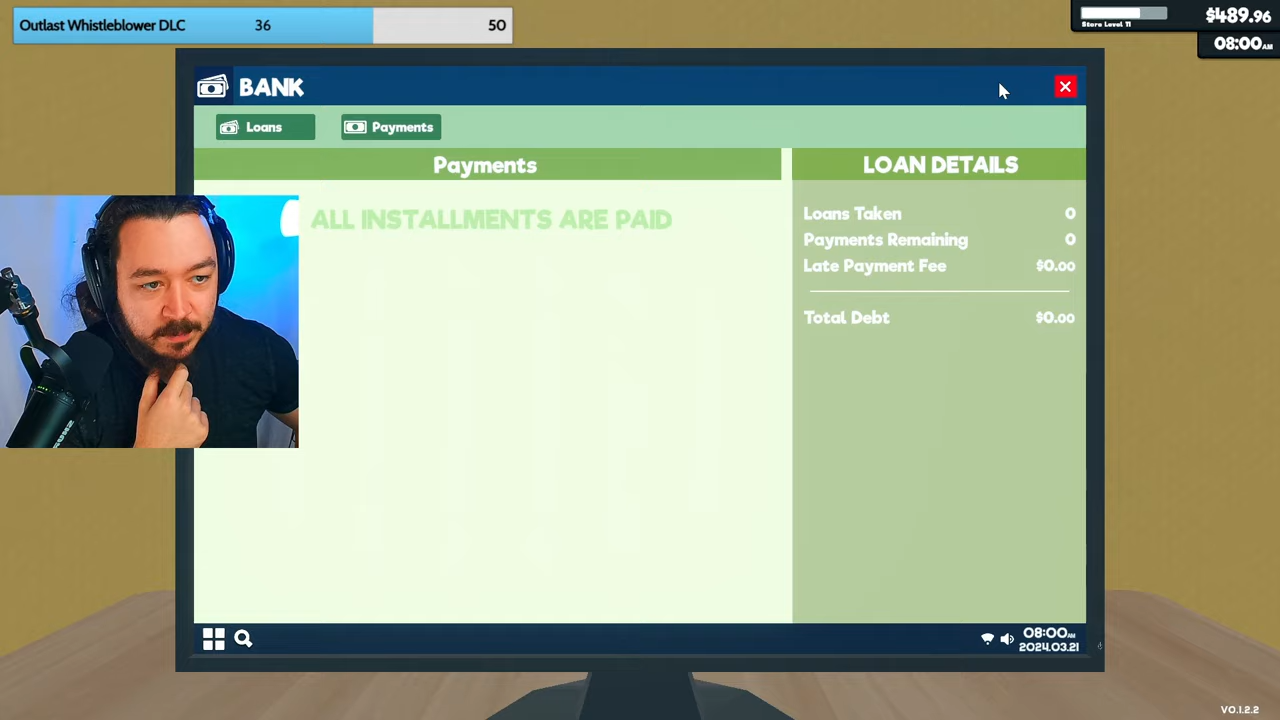 Outlast Whistleblower DLC 36 50
$489.96
Store Level 11
08:00AM
BANK
Loans Payments
Payments
LOAN DETAILS
ALL INSTALLMENTS ARE PAID
Loans Taken 0
Payments Remaining 0
Late Payment Fee $0.00
Total Debt $0.00
08:00AM
2024.03.21
V0.1.2.2